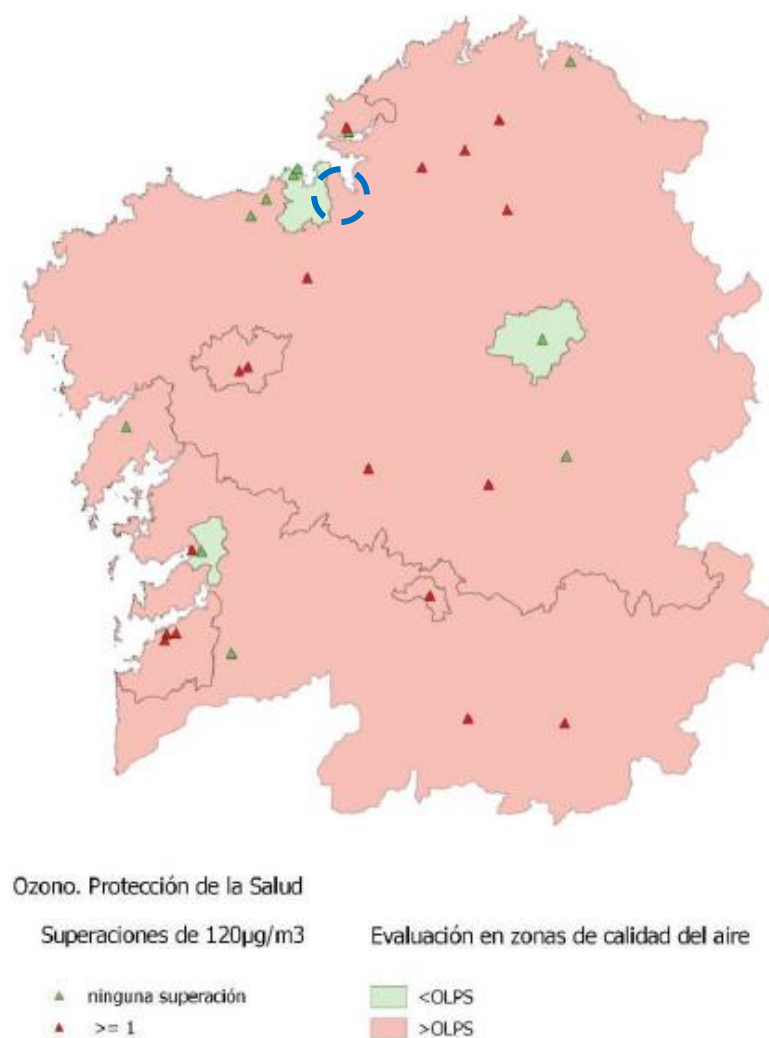 Ozono. Protección de la Salud
Superaciones de 120µg/m3
Evaluación en zonas de calidad del aire
ninguna superación
<OLPS
>= 1
>OLPS